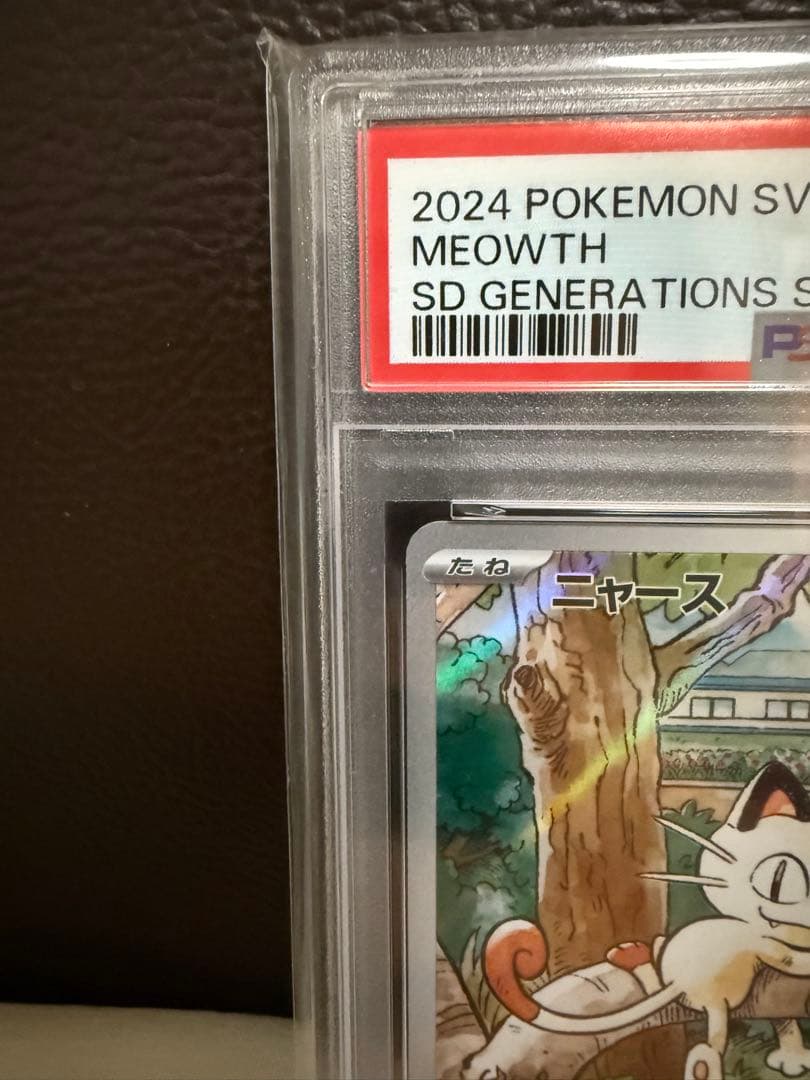 2024 POKEMON SV
MEOWTH
SD GENERATIONS S
P
たね
ニャース